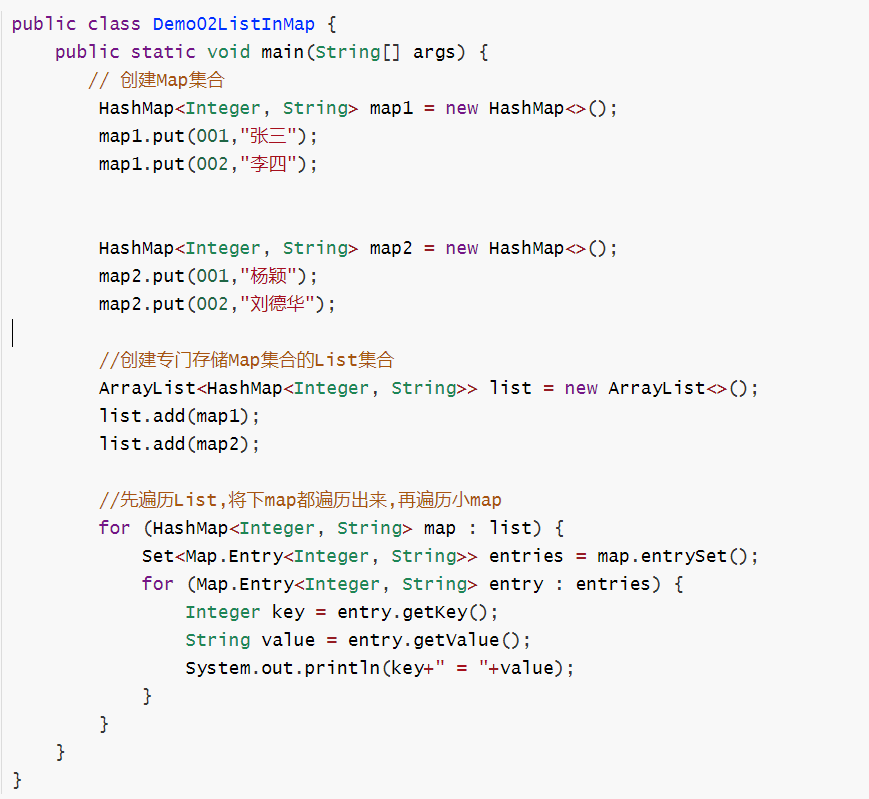 public class Demo02ListInMap {
    public static void main(String[] args) {
       // 创建Map集合
        HashMap<Integer, String> map1 = new HashMap<>();
        map1.put(001,"张三");
        map1.put(002,"李四");
        HashMap<Integer, String> map2 = new HashMap<>();
        map2.put(001,"杨颖");
        map2.put(002,"刘德华");
        //创建专门存储Map集合的List集合
        ArrayList<HashMap<Integer, String>> list = new ArrayList<>();
        list.add(map1);
        list.add(map2);
        //先遍历List,将下map都遍历出来,再遍历小map
        for (HashMap<Integer, String> map : list) {
            Set<Map.Entry<Integer, String>> entries = map.entrySet();
            for (Map.Entry<Integer, String> entry : entries) {
                Integer key = entry.getKey();
                String value = entry.getValue();
                System.out.println(key+" = "+value);
            }
        }
    }
}